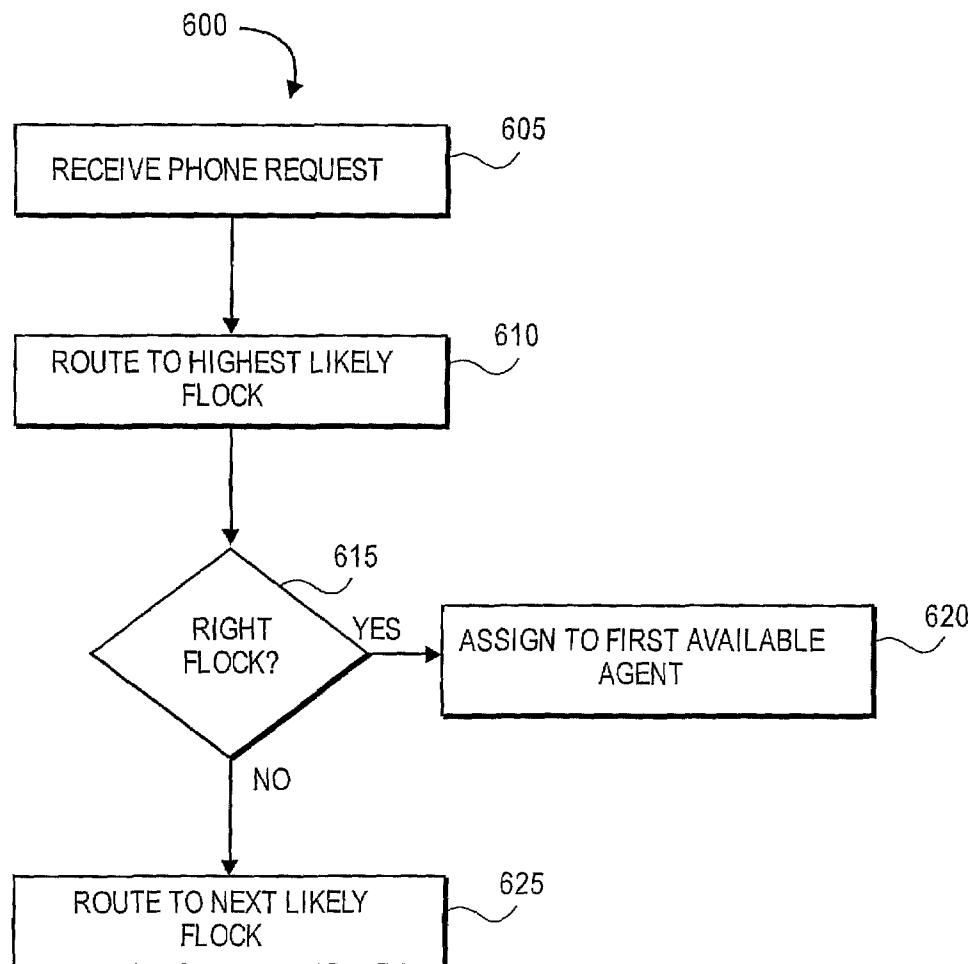 600
605
RECEIVE PHONE REQUEST
610
ROUTE TO HIGHEST LIKELY
FLOCK
615
RIGHT
FLOCK?
YES
620
ASSIGN TO FIRST AVAILABLE
AGENT
NO
625
ROUTE TO NEXT LIKELY
FLOCK